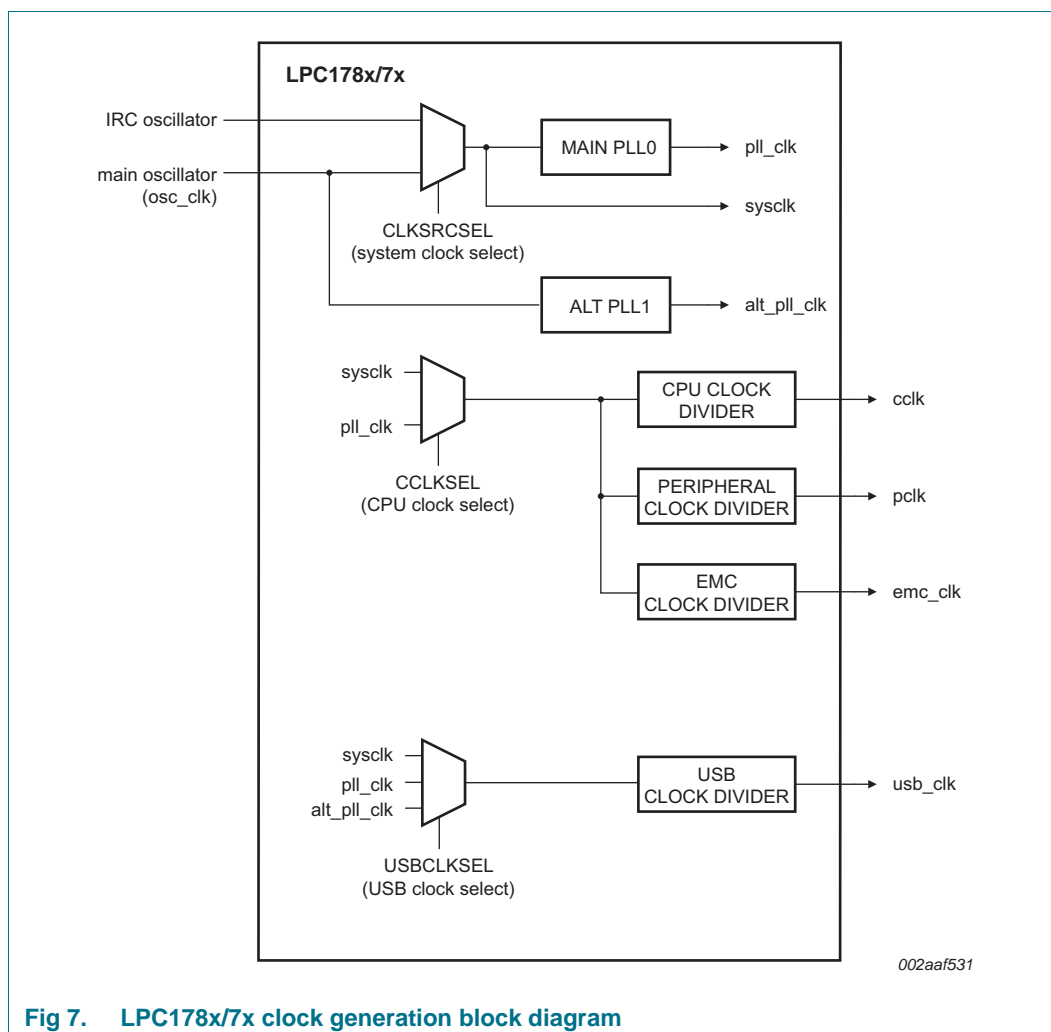 LPC178x/7x
IRC oscillator
main oscillator
(osc_clk)
CLKSRCSEL
(system clock select)
MAIN PLL0
pll_clk
sysclk
ALT PLL1
alt_pll_clk
sysclk
pll_clk
CCLKSEL
(CPU clock select)
CPU CLOCK
DIVIDER
cclk
PERIPHERAL
CLOCK DIVIDER
pclk
EMC
CLOCK DIVIDER
emc_clk
sysclk
pll_clk
alt_pll_clk
USBCLKSEL
(USB clock select)
USB
CLOCK DIVIDER
usb_clk
002aaf531
Fig 7. LPC178x/7x clock generation block diagram